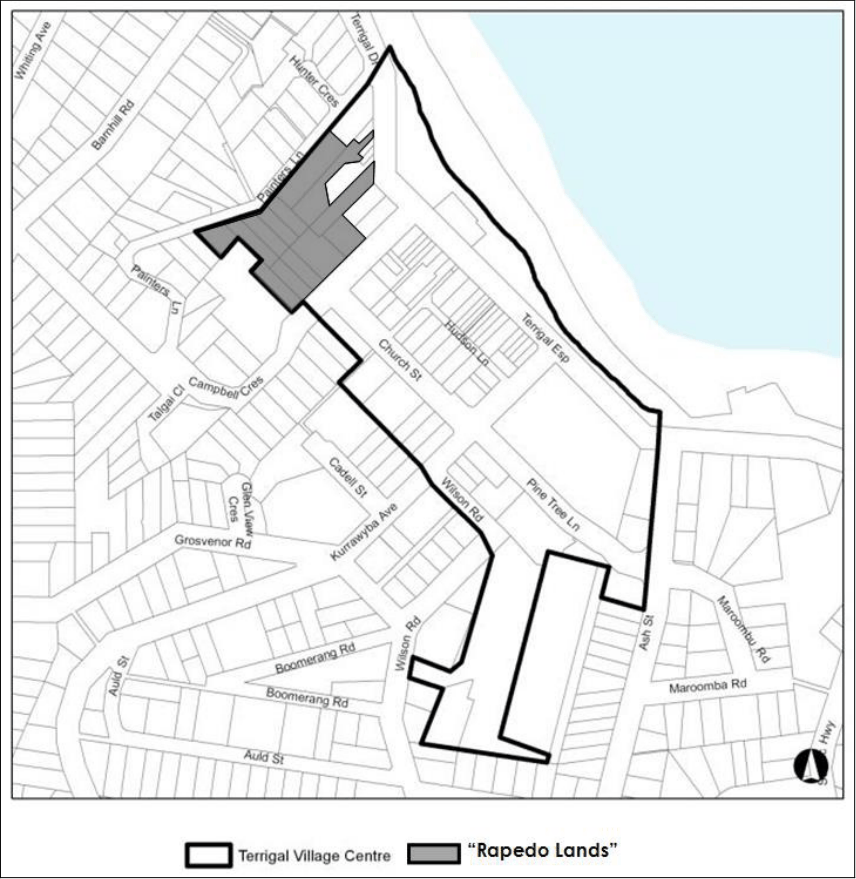 Whiting Ave
Barnhill Rd
Hunter Cres
Terrigal Dr
Painters Ln
Painters Ln
Talgai Cl
Campbell Cres
Church St
Hudson Ln
Terrigal Esp
Cadell St
Glen View Cres
Grosvenor Rd
Kurrawyba Ave
Wilson Rd
Pine Tree Ln
Wilson Rd
Boomerang Rd
Boomerang Rd
Auld St
Auld St
Ash St
Maroombu Rd
Maroomba Rd
Hwy
Terrigal Village Centre
"Rapedo Lands"